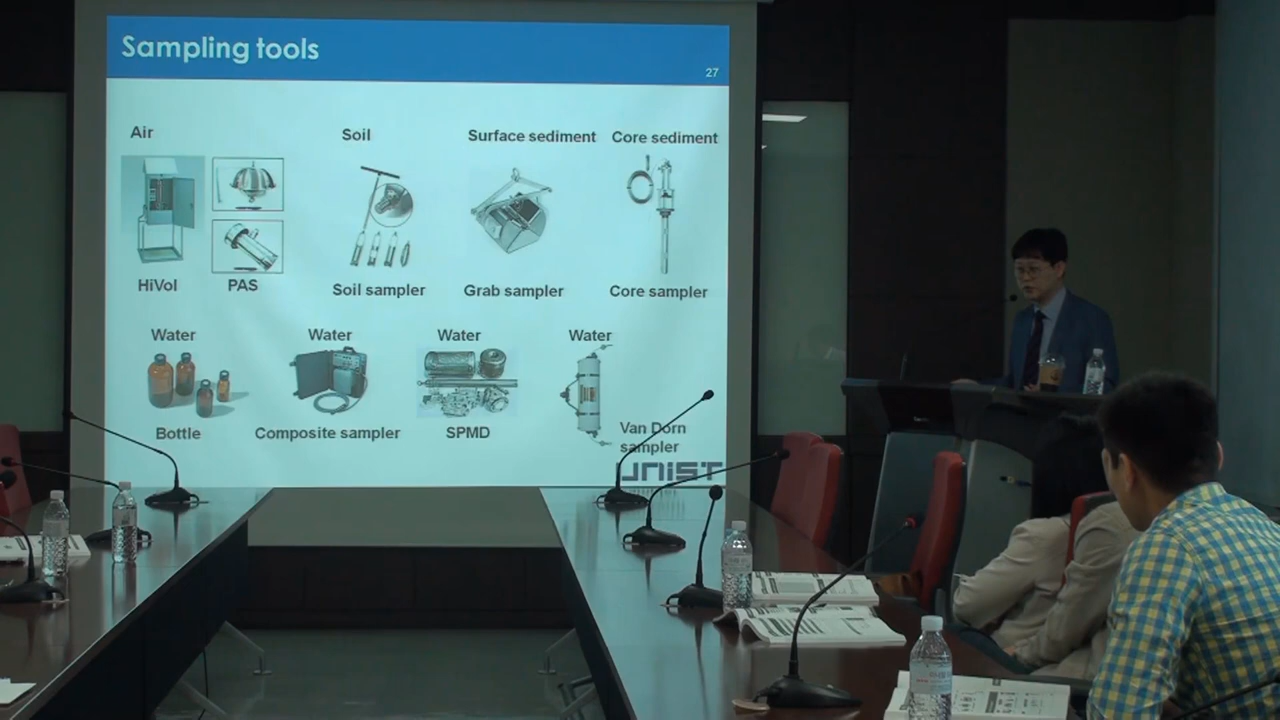 Sampling tools
27
Air
Soil
Surface sediment
Core sediment
HiVol
PAS
Soil sampler
Grab sampler
Core sampler
Water
Water
Water
Water
Bottle
Composite sampler
SPMD
Van Dorn
sampler
UNIST